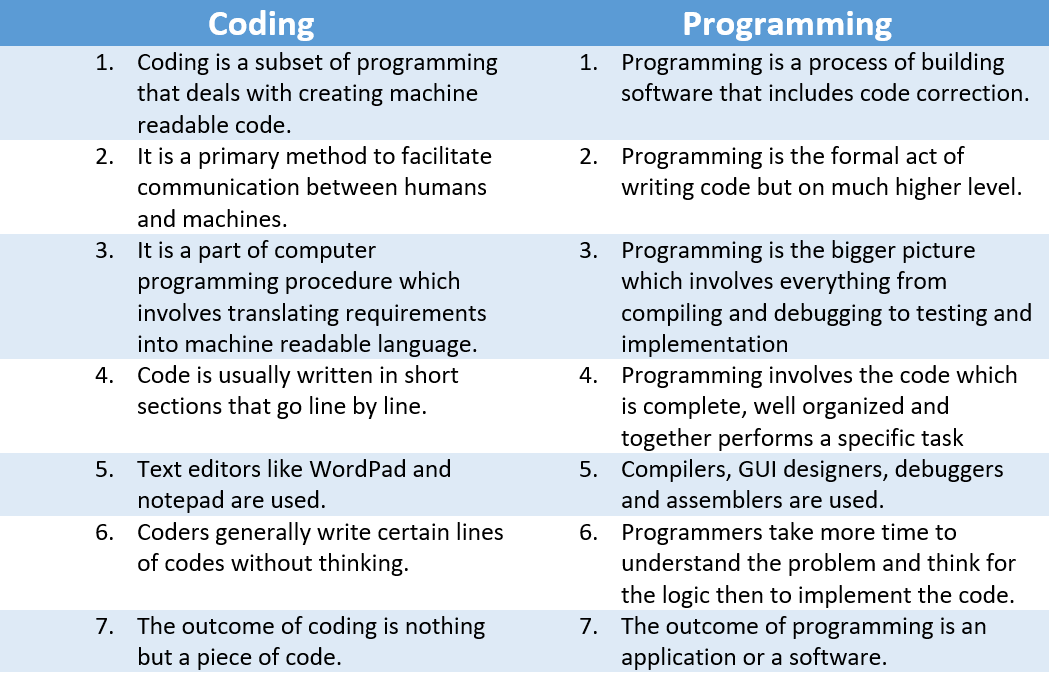 Coding
Programming
1. Coding is a subset of programming
that deals with creating machine
readable code.
1. Programming is a process of building
software that includes code correction.
2. It is a primary method to facilitate
communication between humans
and machines.
2. Programming is the formal act of
writing code but on much higher level.
3. It is a part of computer
programming procedure which
involves translating requirements
into machine readable language.
3. Programming is the bigger picture
which involves everything from
compiling and debugging to testing and
implementation
4. Code is usually written in short
sections that go line by line.
4. Programming involves the code which
is complete, well organized and
together performs a specific task
5. Text editors like WordPad and
notepad are used.
5. Compilers, GUI designers, debuggers
and assemblers are used.
6. Coders generally write certain lines
of codes without thinking.
6. Programmers take more time to
understand the problem and think for
the logic then to implement the code.
7. The outcome of coding is nothing
but a piece of code.
7. The outcome of programming is an
application or a software.